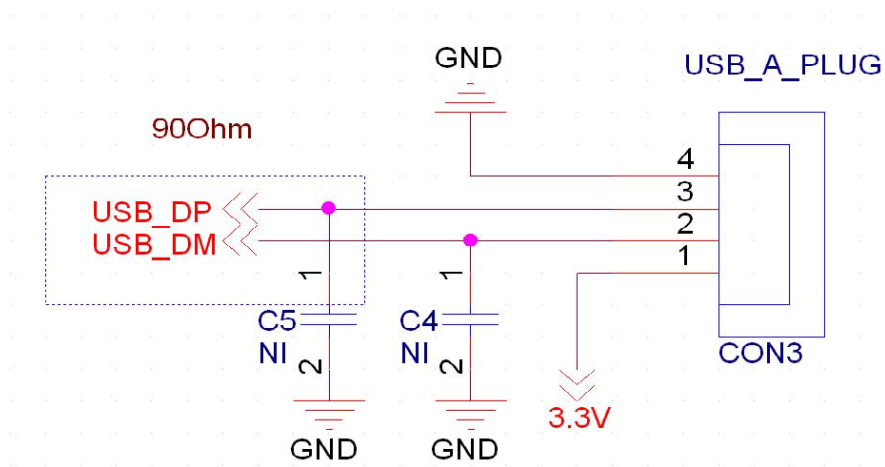 GND
USB_A_PLUG
90Ohm
4
3
USB_DP
2
USB_DM
1
1
1
C5
C4
NI
NI
2
2
CON3
3.3V
GND
GND